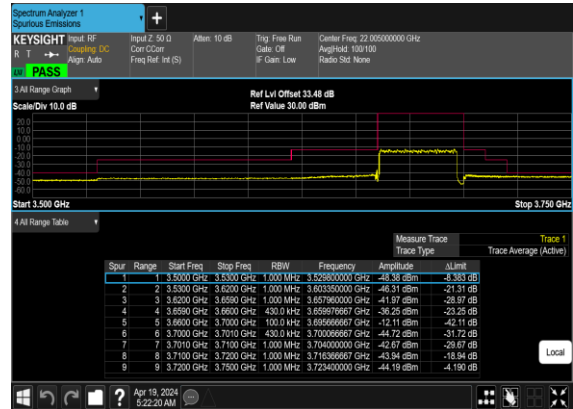 Spectrum Analyzer 1
Spurious Emissions
KEYSIGHT Input: RF Input Z: 50 Ω Atten: 10 dB Trig: Free Run Center Freq: 22.005000000 GHz
R T Coupling: DC Corr CCorr Gate: Off Avg|Hold: 100/100
Align: Auto Freq Ref: Int (S) IF Gain: Low Radio Std: None
LW PASS
3 All Range Graph
Ref Lvl Offset 33.48 dB
Scale/Div 10.0 dB Ref Value 30.00 dBm
20.0
10.0
0.00
-10.0
-20.0
-30.0
-40.0
-50.0
-60.0
Start 3.500 GHz Stop 3.750 GHz
4 All Range Table
Measure Trace Trace 1
Trace Type Trace Average (Active)
Spur Range Start Freq Stop Freq RBW Frequency Amplitude ΔLimit
1 1 3.5000 GHz 3.5300 GHz 1.000 MHz 3.529800000 GHz -48.38 dBm -8.383 dB
2 2 3.5300 GHz 3.6200 GHz 1.000 MHz 3.603350000 GHz -46.31 dBm -21.31 dB
3 3 3.6200 GHz 3.6590 GHz 1.000 MHz 3.657960000 GHz -41.97 dBm -28.97 dB
4 4 3.6590 GHz 3.6600 GHz 430.0 kHz 3.659976667 GHz -36.25 dBm -23.25 dB
5 5 3.6600 GHz 3.7000 GHz 100.0 kHz 3.695666667 GHz -12.11 dBm -42.11 dB
6 6 3.7000 GHz 3.7010 GHz 430.0 kHz 3.700066667 GHz -44.72 dBm -31.72 dB
7 7 3.7010 GHz 3.7100 GHz 1.000 MHz 3.704000000 GHz -42.67 dBm -29.67 dB
8 8 3.7100 GHz 3.7200 GHz 1.000 MHz 3.716366667 GHz -43.94 dBm -18.94 dB
9 9 3.7200 GHz 3.7500 GHz 1.000 MHz 3.723400000 GHz -44.19 dBm -4.190 dB
Local
Apr 19, 2024
5:22:20 AM